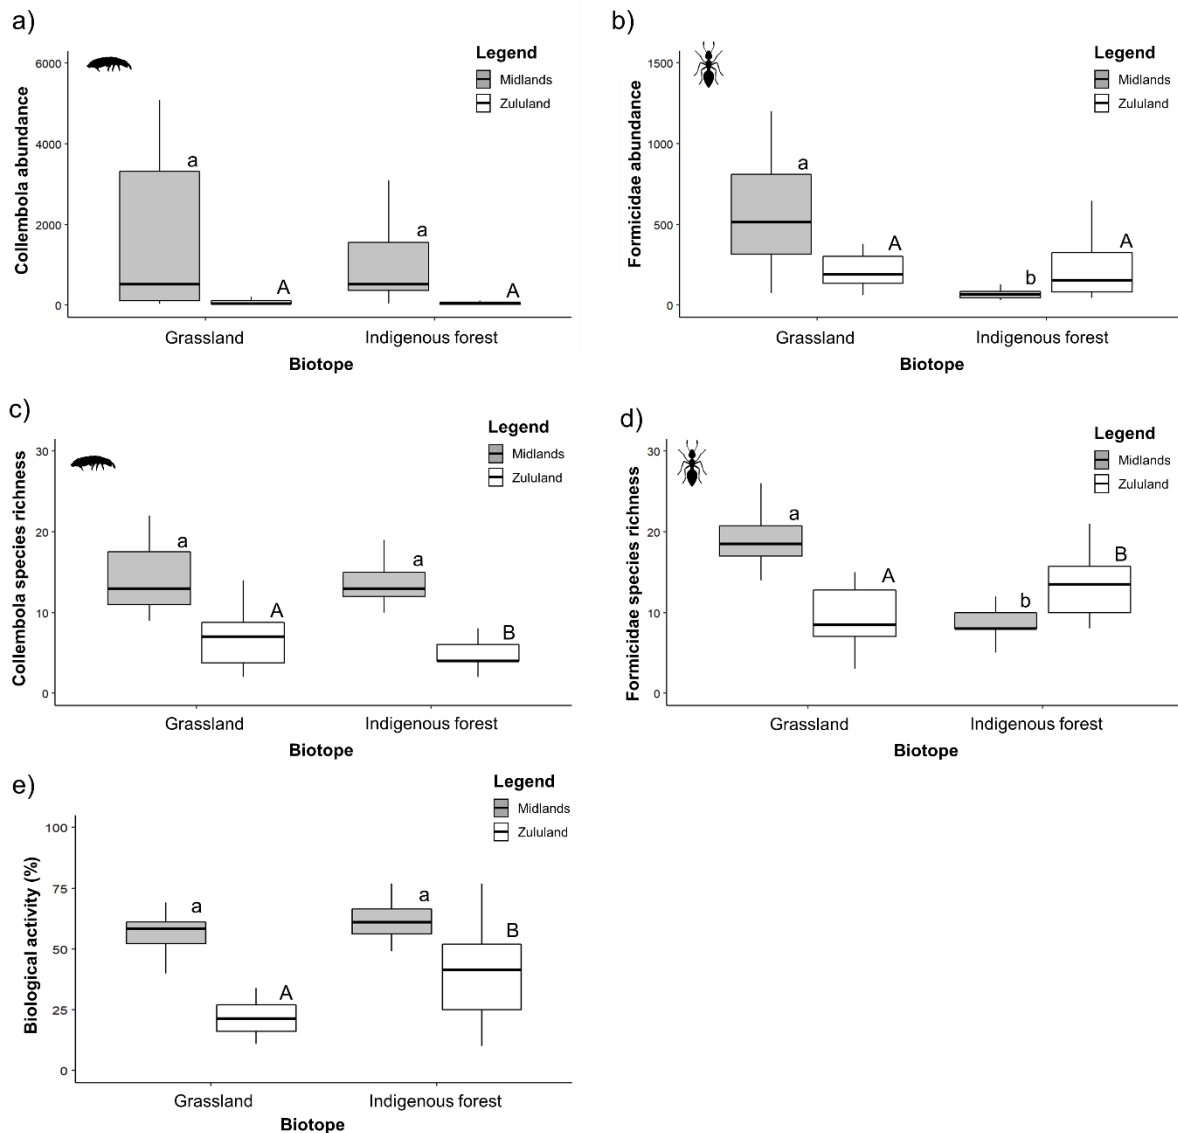 a)
Legend
Midlands
Zululand
Collembola abundance
6000
4000
2000
0
a
A
a
A
Grassland
Indigenous forest
Biotope
b)
Legend
Midlands
Zululand
Formicidae abundance
1500
1000
500
0
a
A
b
A
Grassland
Indigenous forest
Biotope
c)
Legend
Midlands
Zululand
Collembola species richness
30
20
10
0
a
A
a
B
Grassland
Indigenous forest
Biotope
d)
Legend
Midlands
Zululand
Formicidae species richness
30
20
10
0
a
A
b
B
Grassland
Indigenous forest
Biotope
e)
Legend
Midlands
Zululand
Biological activity (%)
100
75
50
25
0
a
A
a
B
Grassland
Indigenous forest
Biotope